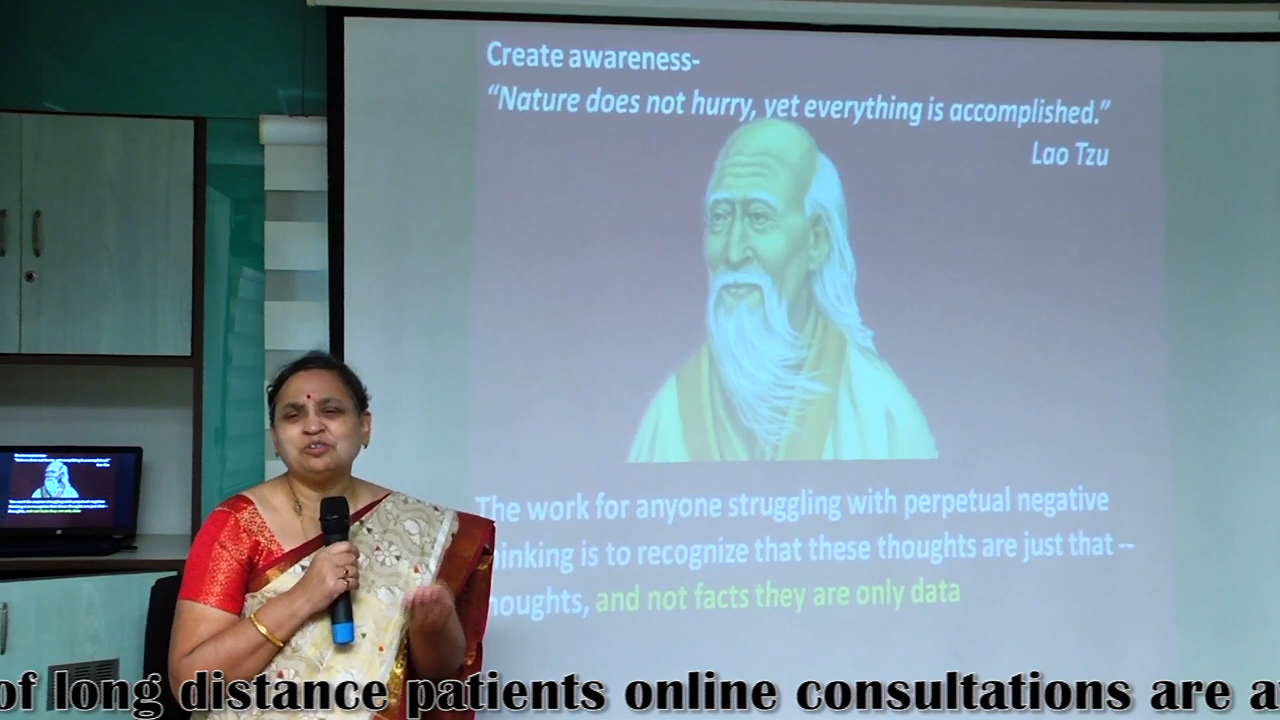 Create awareness-
“Nature does not hurry, yet everything is accomplished.”
Lao Tzu
The work for anyone struggling with perpetual negative
hinking is to recognize that these thoughts are just that --
houghts, and not facts they are only data
of long distance patients online consultations are a